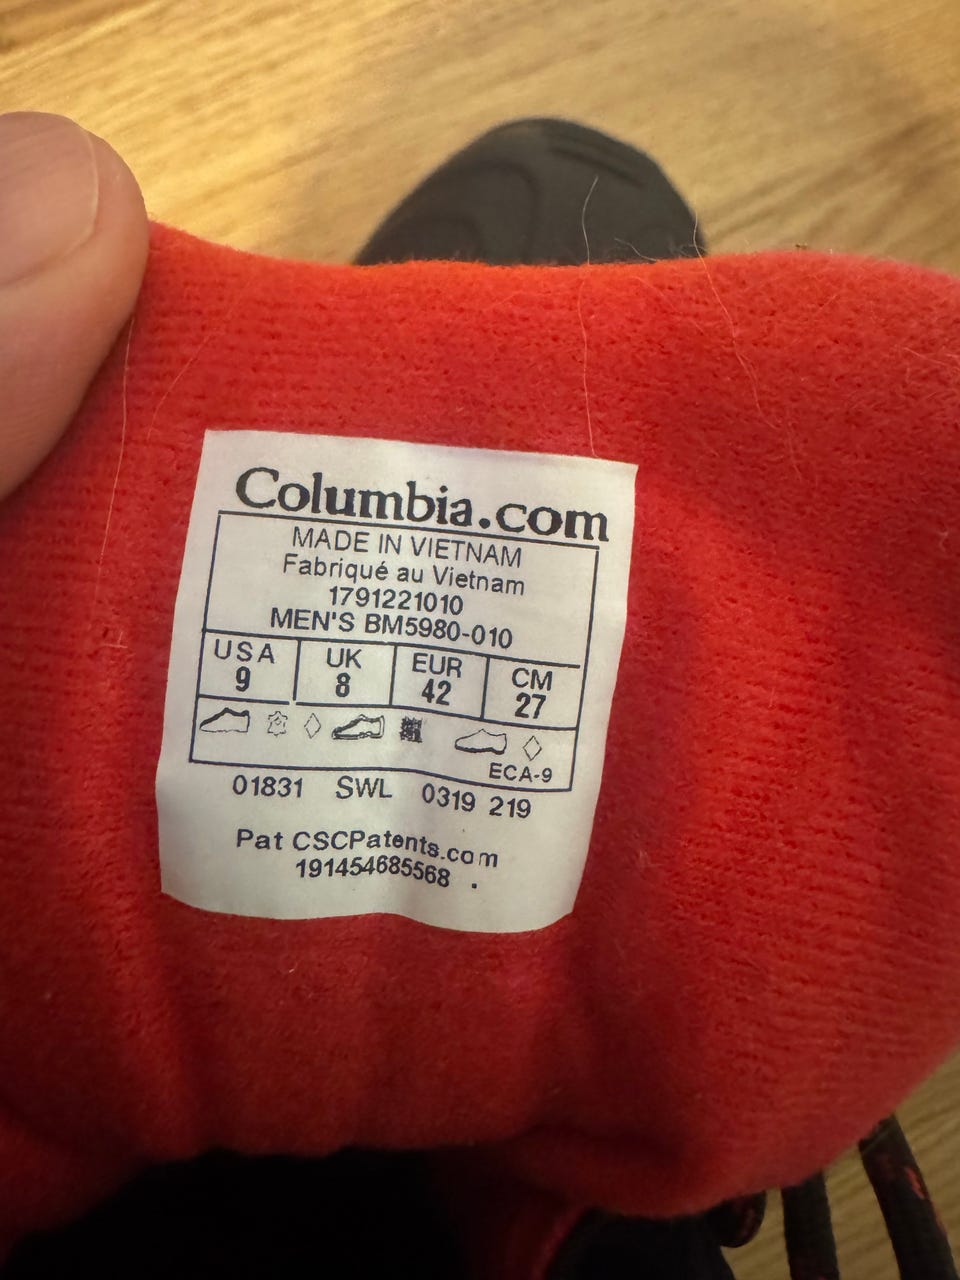 Columbia.com
MADE IN VIETNAM
Fabriqué au Vietnam
1791221010
MEN'S BM5980-010
USA UK EUR CM
9 8 42 27
ECA-9
01831 SWL 0319 219
Pat CSCPatents.com
191454685568 .